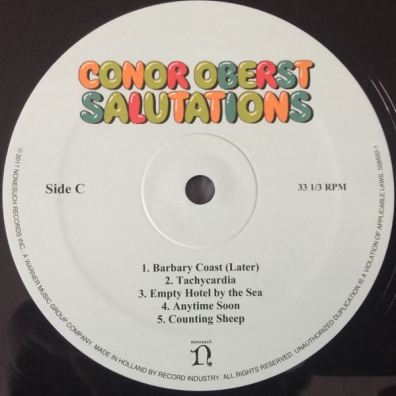 CONOR OBERST
SALUTATIONS
Side C
33 1/3 RPM
1. Barbary Coast (Later)
2. Tachycardia
3. Empty Hotel by the Sea
4. Anytime Soon
5. Counting Sheep
nonesuch
n
℗2017 NONESUCH RECORDS INC., A WARNER MUSIC GROUP COMPANY. MADE IN HOLLAND BY RECORD INDUSTRY. ALL RIGHTS RESERVED. UNAUTHORIZED DUPLICATION IS A VIOLATION OF APPLICABLE LAWS.